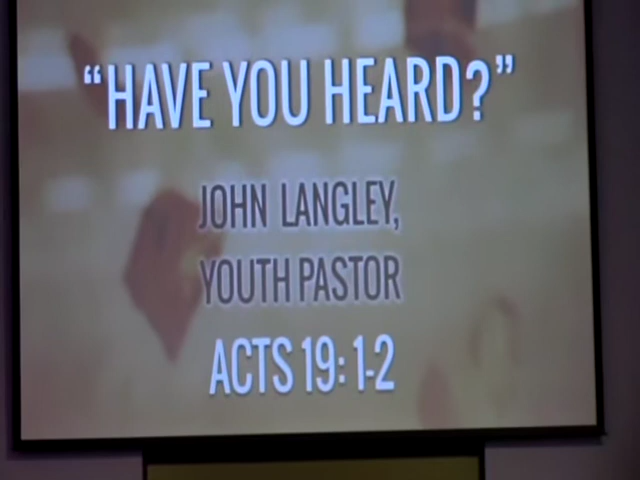 “HAVE YOU HEARD?”
JOHN LANGLEY,
YOUTH PASTOR
ACTS 19: 1-2